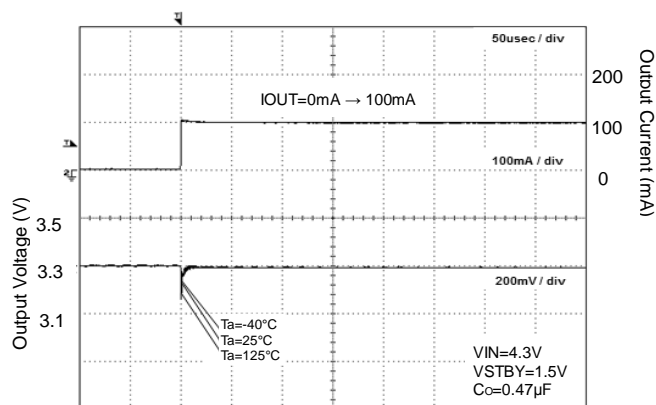 50usec / div
200
IOUT=0mA → 100mA
100
100mA / div
0
Output Current (mA)
Output Voltage (V)
3.5
3.3
200mV / div
3.1
Ta=-40°C
Ta=25°C
Ta=125°C
VIN=4.3V
VSTBY=1.5V
Co=0.47µF